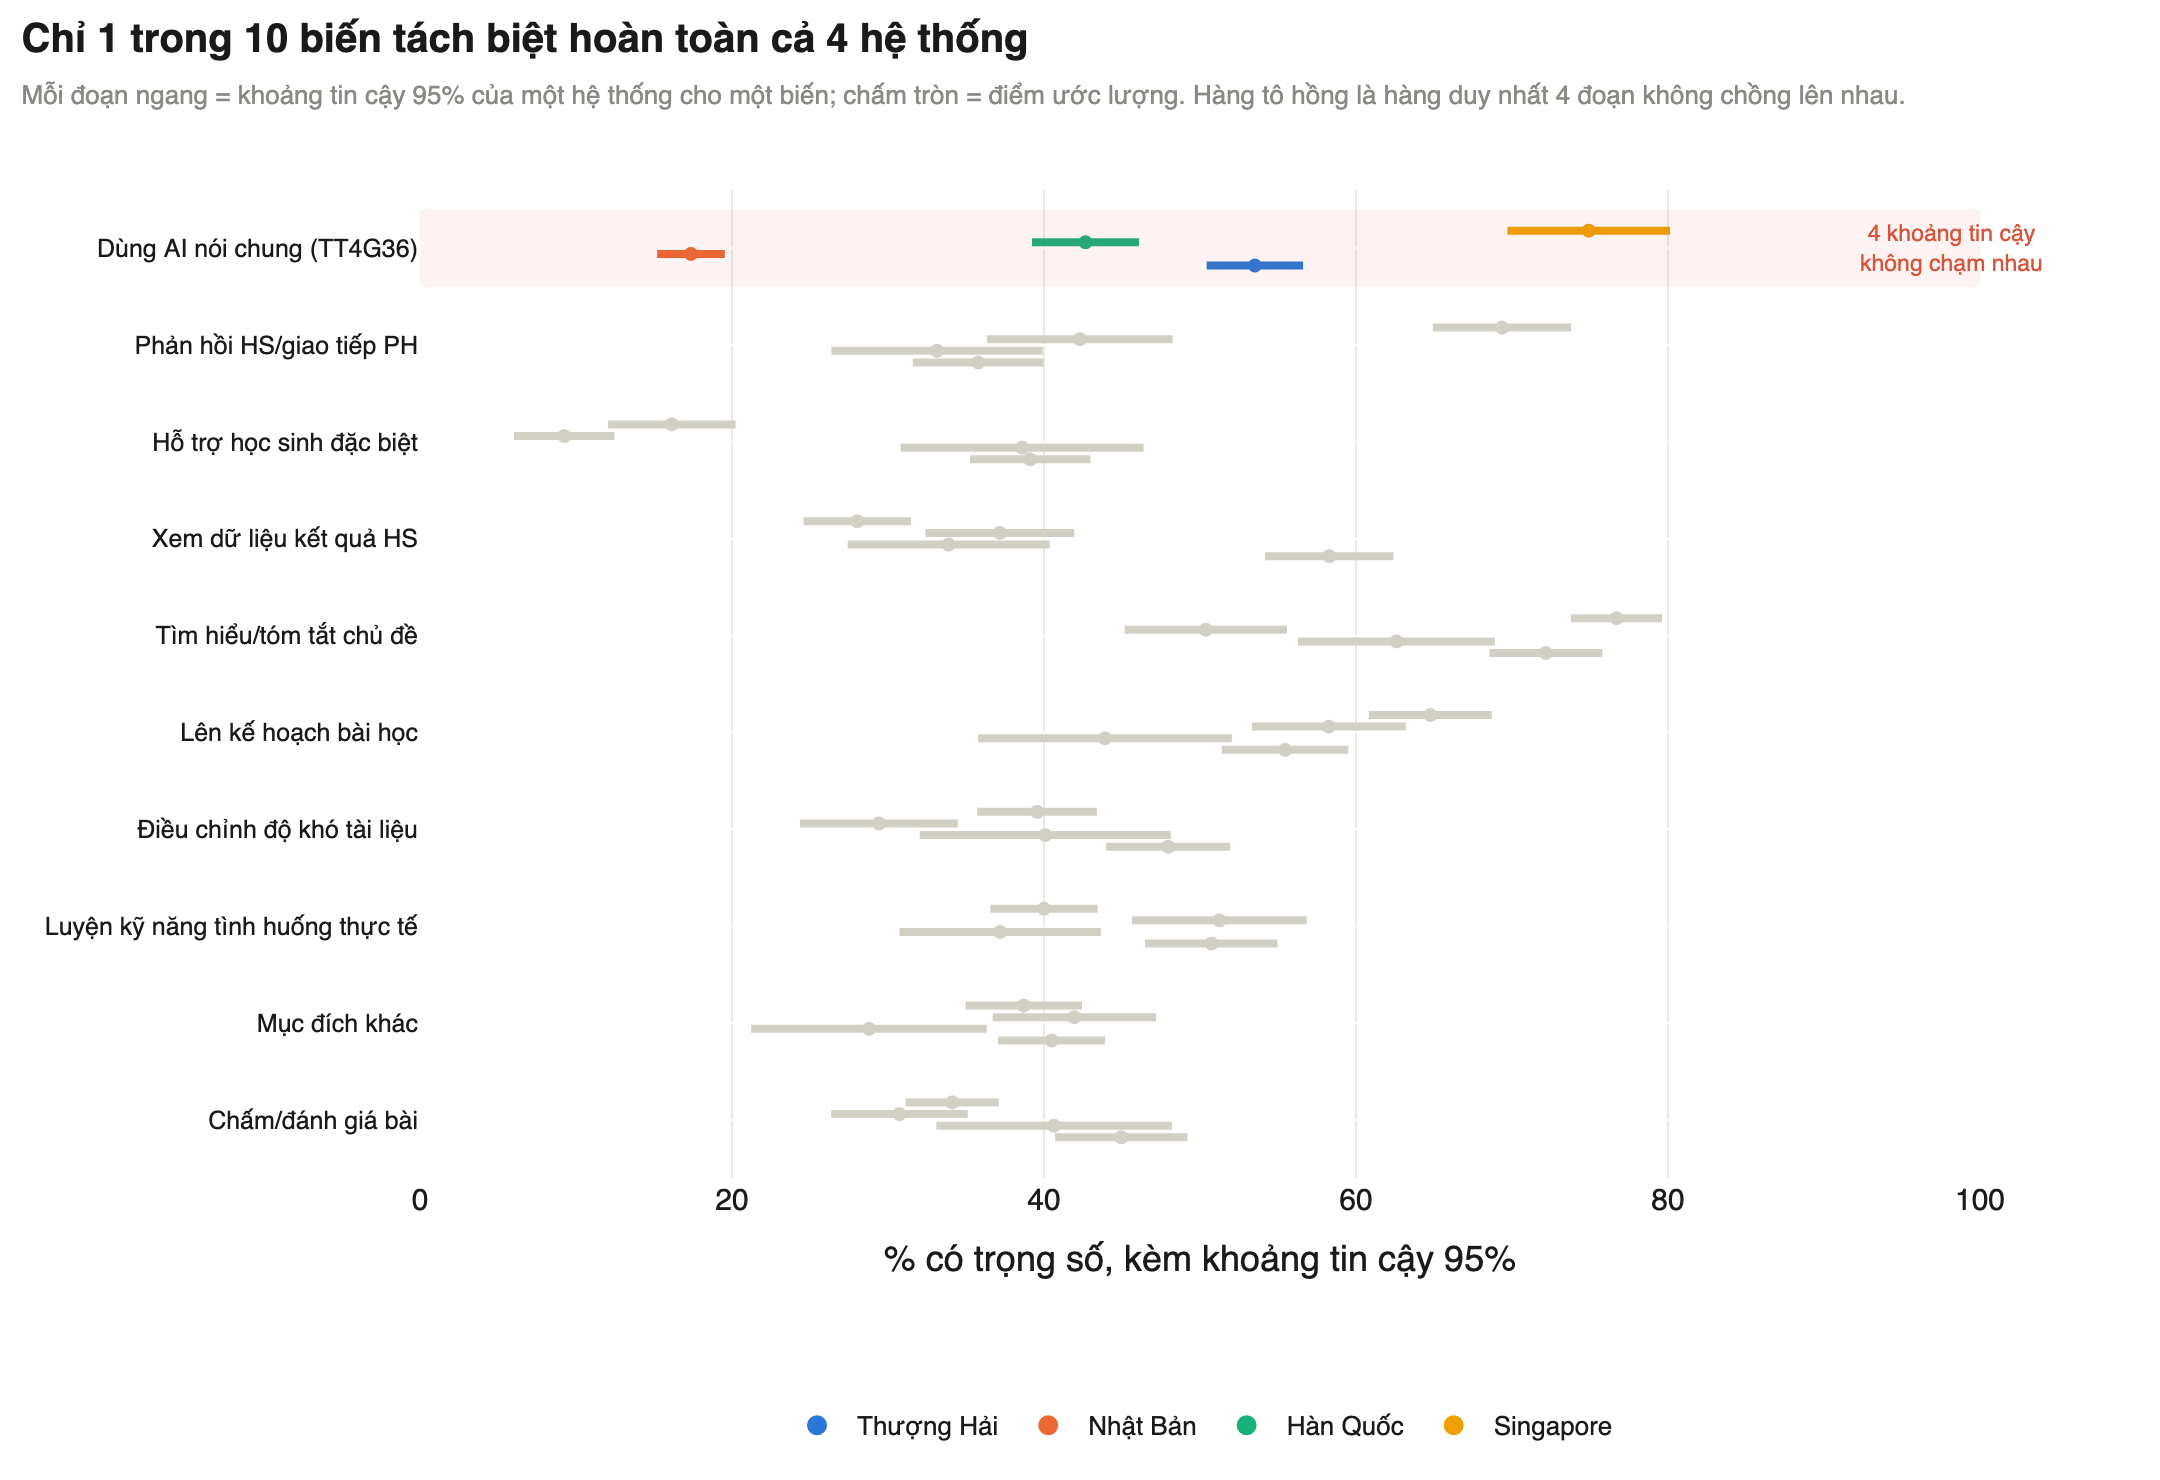 Chỉ 1 trong 10 biến tách biệt hoàn toàn cả 4 hệ thống
Mỗi đoạn ngang = khoảng tin cậy 95% của một hệ thống cho một biến; chấm tròn = điểm ước lượng. Hàng tô hồng là hàng duy nhất 4 đoạn không chồng lên nhau.
Dùng AI nói chung (TT4G36)
4 khoảng tin cậy
không chạm nhau
Phản hồi HS/giao tiếp PH
Hỗ trợ học sinh đặc biệt
Xem dữ liệu kết quả HS
Tìm hiểu/tóm tắt chủ đề
Lên kế hoạch bài học
Điều chỉnh độ khó tài liệu
Luyện kỹ năng tình huống thực tế
Mục đích khác
Chấm/đánh giá bài
0 20 40 60 80 100
% có trọng số, kèm khoảng tin cậy 95%
Thượng Hải Nhật Bản Hàn Quốc Singapore